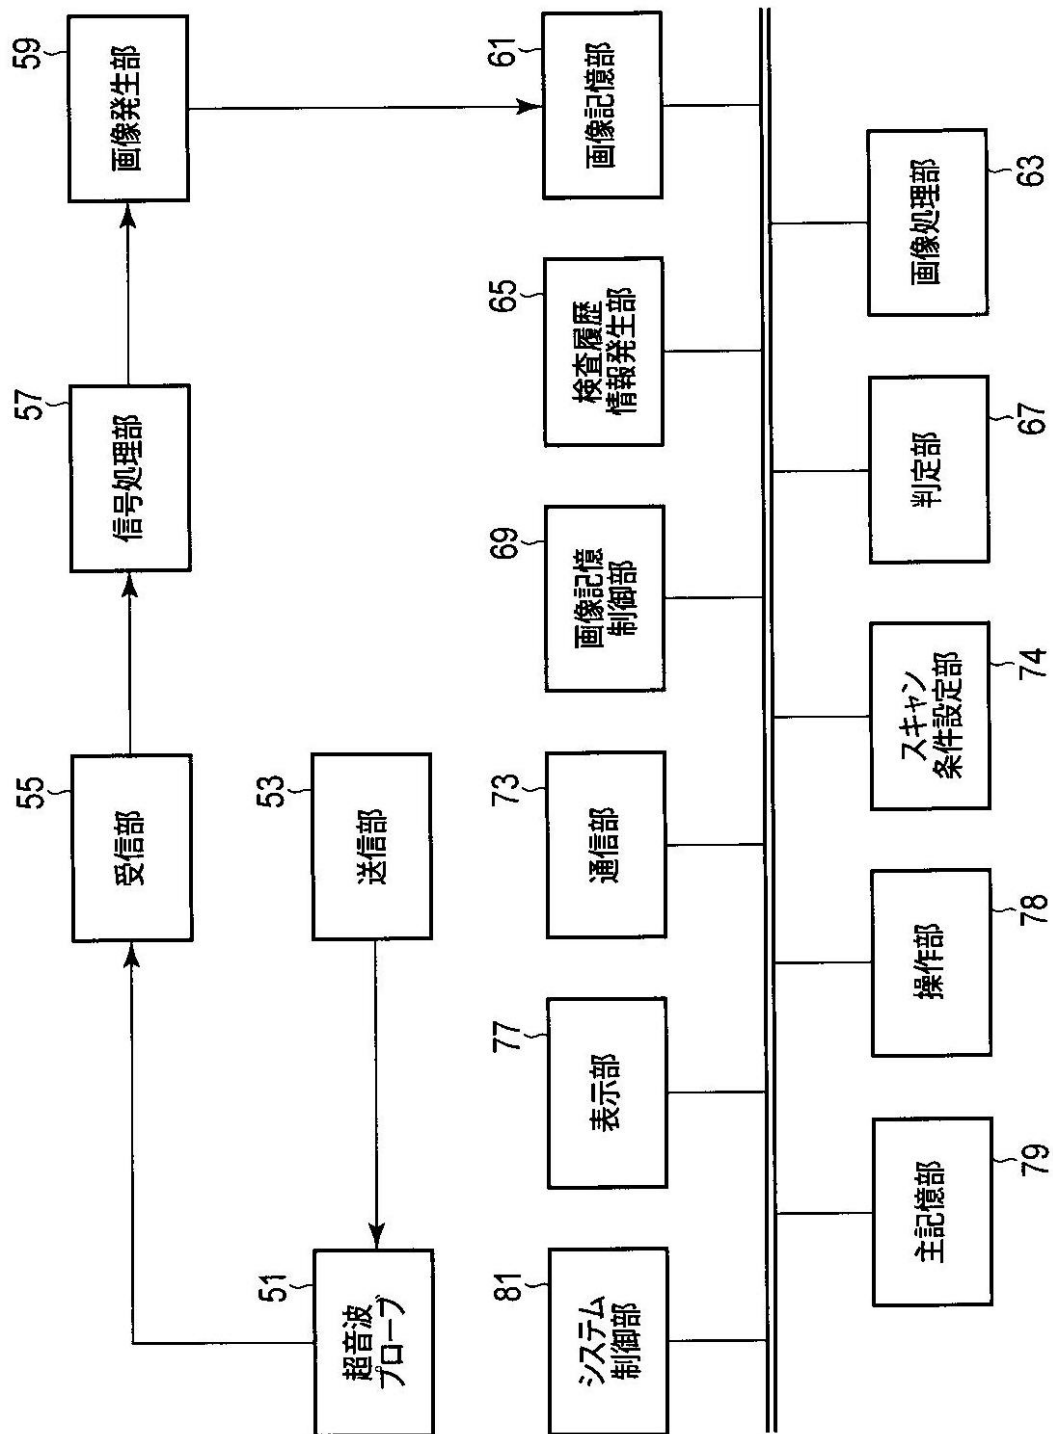 51
超音波
プローブ
53
送信部
55
受信部
57
信号処理部
59
画像発生部
81
システム
制御部
77
表示部
73
通信部
69
画像記憶
制御部
65
検査履歴
情報発生部
61
画像記憶部
主記憶部
79
操作部
78
スキャン
条件設定部
74
判定部
67
画像処理部
63